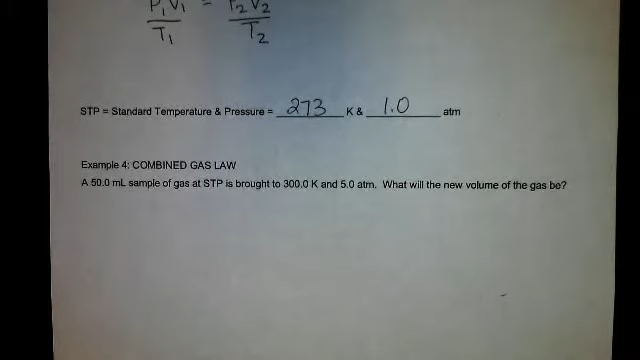 P₁V₁ = P₂V₂
T₁ T₂
STP = Standard Temperature & Pressure = 273 K & 1.0 atm
Example 4: COMBINED GAS LAW
A 50.0 mL sample of gas at STP is brought to 300.0 K and 5.0 atm. What will the new volume of the gas be?